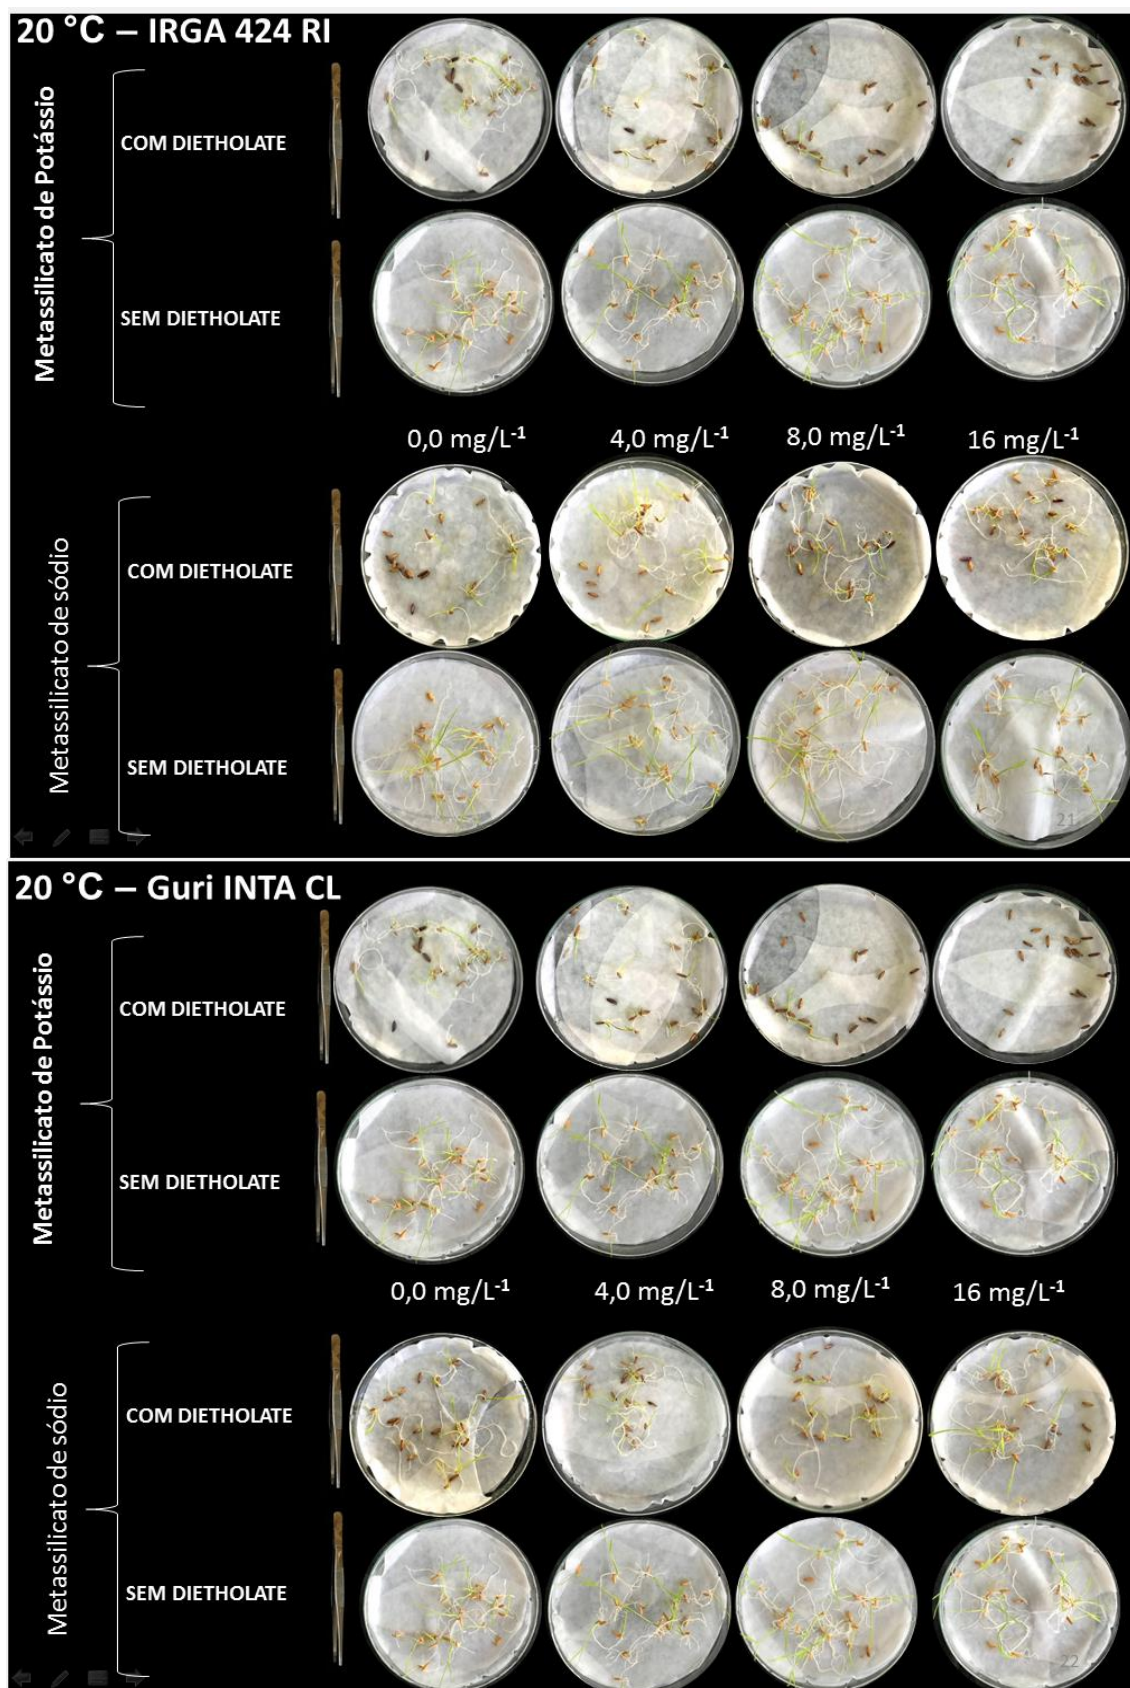 20 °C – IRGA 424 RI
Metassilicato de Potássio
COM DIETHOLATE
SEM DIETHOLATE
0,0 mg/L⁻¹ 4,0 mg/L⁻¹ 8,0 mg/L⁻¹ 16 mg/L⁻¹
Metassilicato de sódio
COM DIETHOLATE
SEM DIETHOLATE
21
20 °C – Guri INTA CL
Metassilicato de Potássio
COM DIETHOLATE
SEM DIETHOLATE
0,0 mg/L⁻¹ 4,0 mg/L⁻¹ 8,0 mg/L⁻¹ 16 mg/L⁻¹
Metassilicato de sódio
COM DIETHOLATE
SEM DIETHOLATE
22